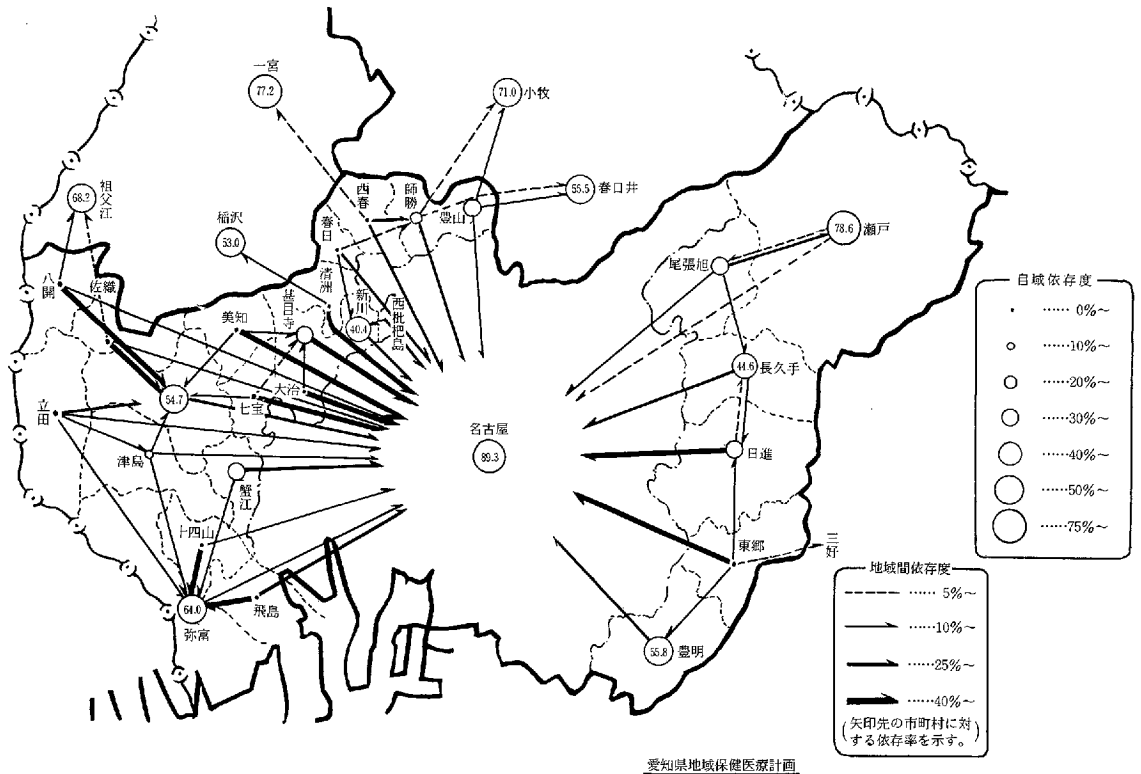 一宮
77.2
71.0 小牧
祖父江
68.2
55.5 春口井
西春
師勝
豊山
稲沢
53.0
春日
清洲
新川
西枇杷島
40.4
甚目寺
美知
八開
佐織
大治
七宝
54.7
立田
津島
蟹江
十四山
飛島
64.0
弥富
名古屋
89.3
78.6 瀬戸
尾張旭
44.6 長久手
日進
東郷
三好
55.8 豊明
自域依存度
……0%~
……10%~
……20%~
……30%~
……40%~
……50%~
……75%~
地域間依存度
……5%~
……10%~
……25%~
……40%~
(矢印先の市町村に対
する依存率を示す。)
愛知県地域保健医療計画